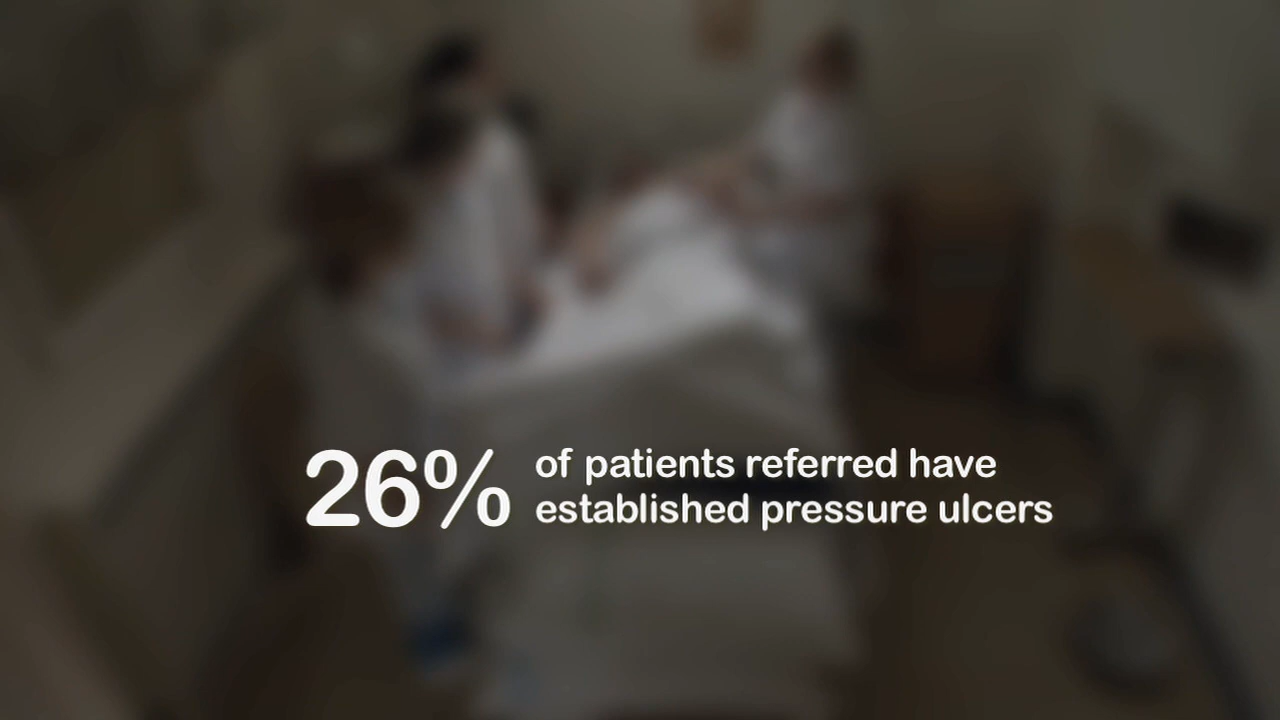 26% of patients referred have
established pressure ulcers